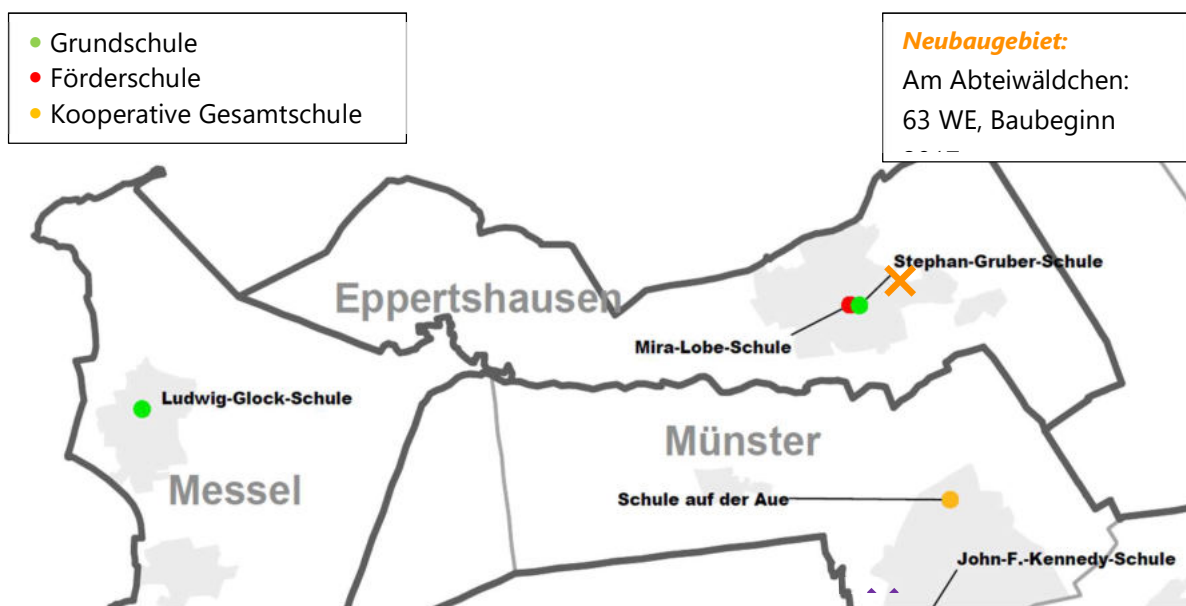 Grundschule
Förderschule
Kooperative Gesamtschule
Neubaugebiet:
Am Abteiwäldchen:
63 WE, Baubeginn
Stephan-Gruber-Schule
Eppertshausen
Mira-Lobe-Schule
Ludwig-Glock-Schule
Münster
Messel
Schule auf der Aue
John-F.-Kennedy-Schule